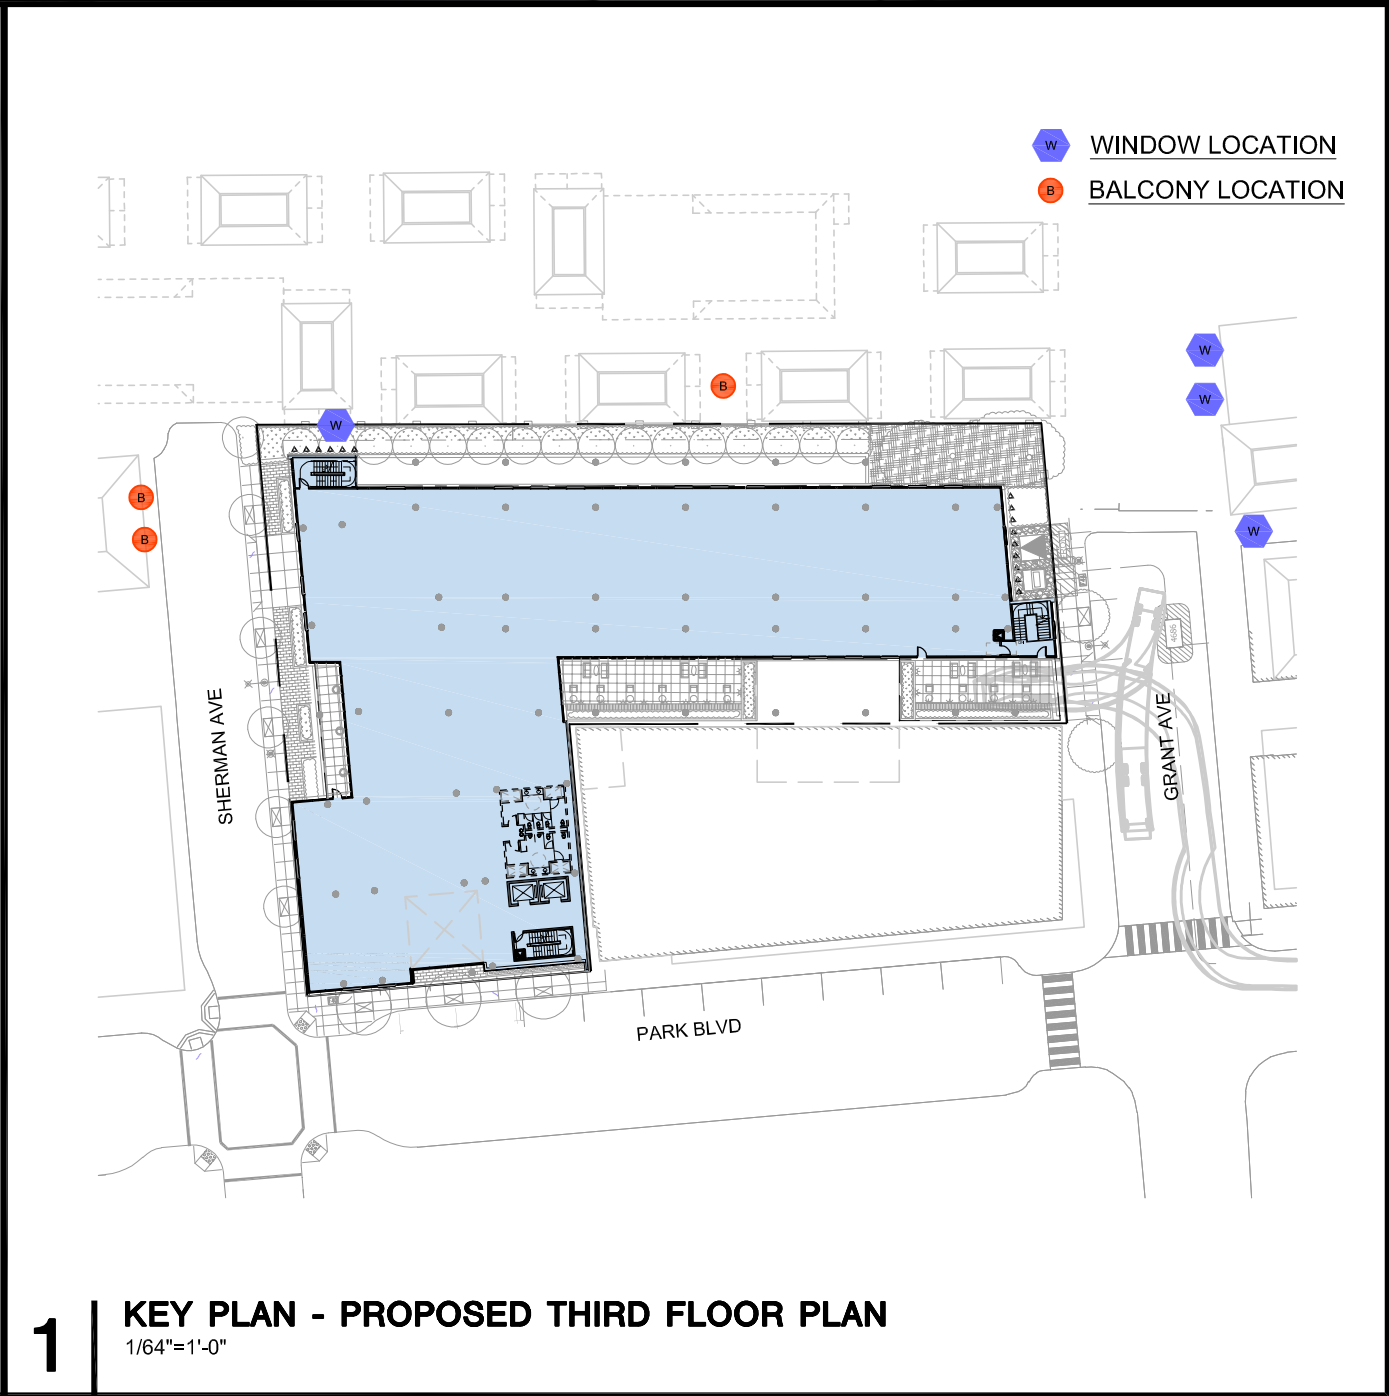 W WINDOW LOCATION
B BALCONY LOCATION
W
W
B
W
B
B
W
4686
SHERMAN AVE
GRANT AVE
PARK BLVD
1
KEY PLAN - PROPOSED THIRD FLOOR PLAN
1/64"=1'-0"